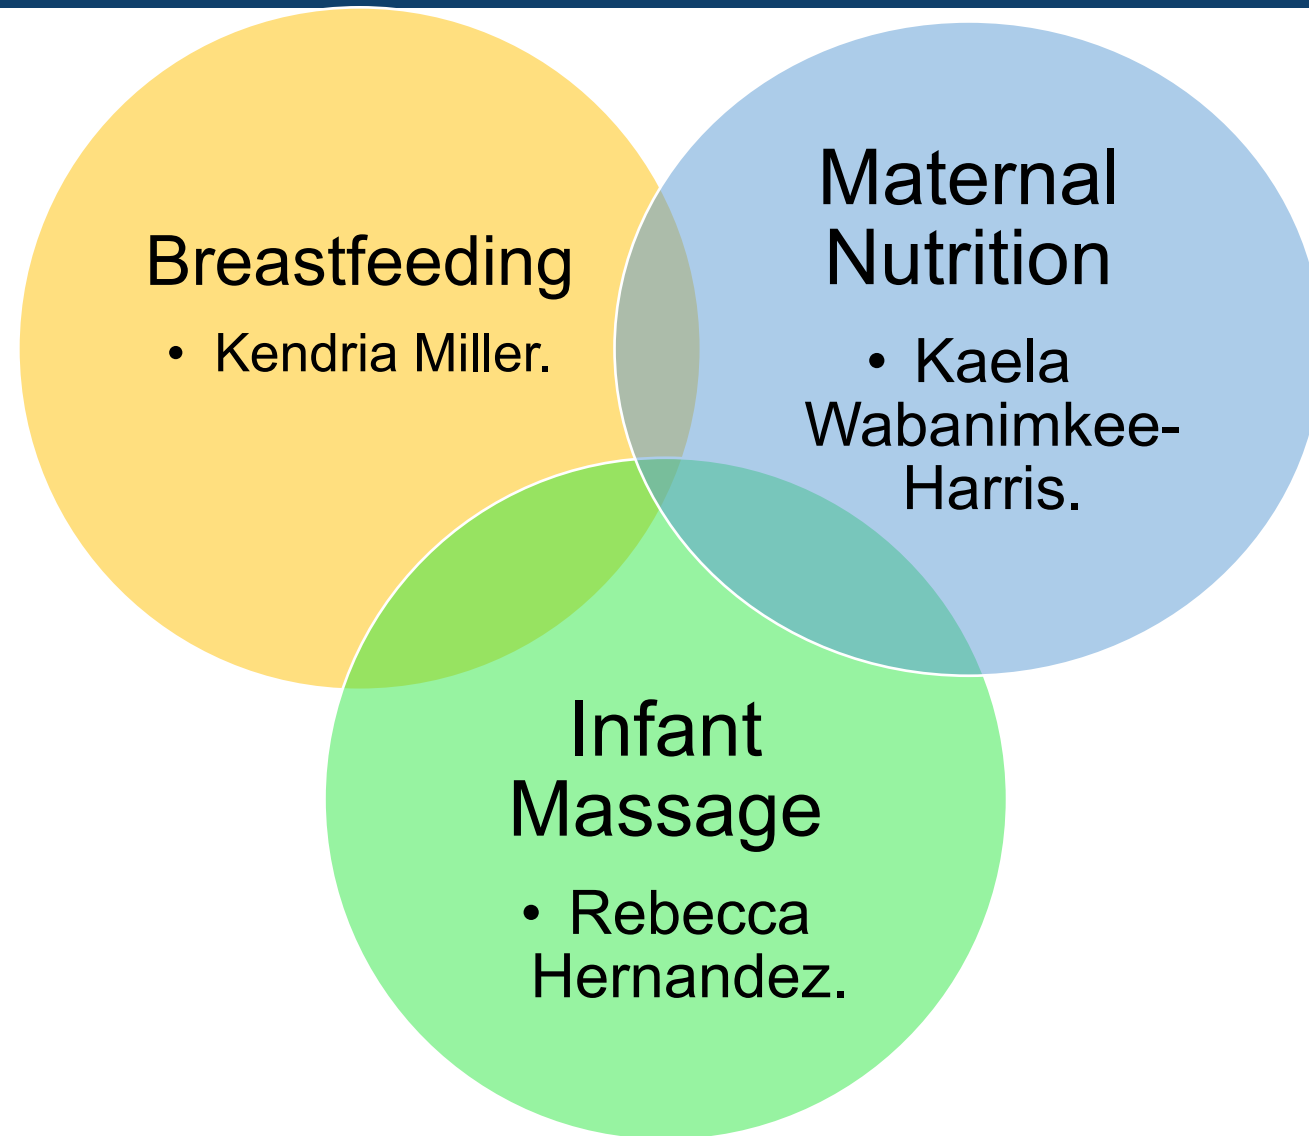 Breastfeeding
• Kendria Miller.
Maternal
Nutrition
• Kaela
Wabanimkee-
Harris.
Infant
Massage
• Rebecca
Hernandez.